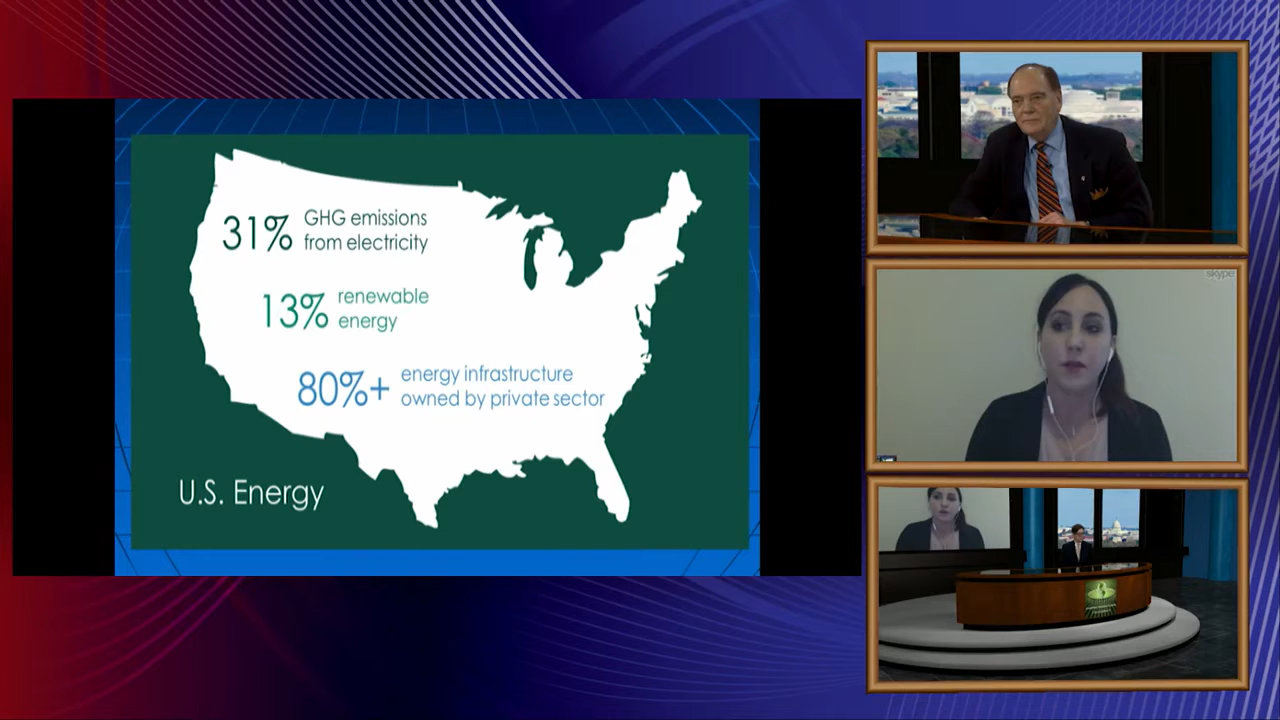 31%
GHG emissions
from electricity
13%
renewable
energy
80%+
energy infrastructure
owned by private sector
U.S. Energy
skype